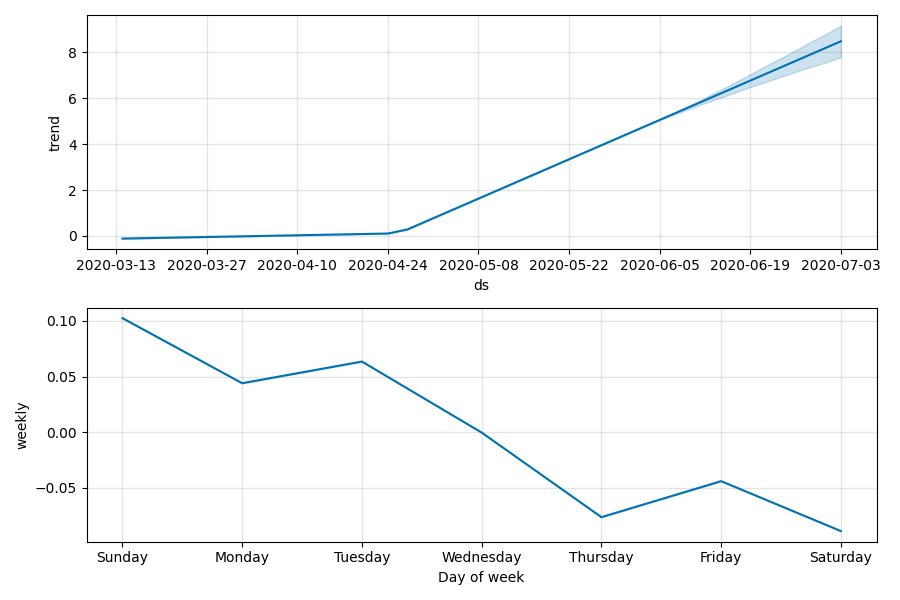 8
6
4
2
0
trend
2020-03-13 2020-03-27 2020-04-10 2020-04-24 2020-05-08 2020-05-22 2020-06-05 2020-06-19 2020-07-03
ds
0.10
0.05
0.00
−0.05
weekly
Sunday Monday Tuesday Wednesday Thursday Friday Saturday
Day of week